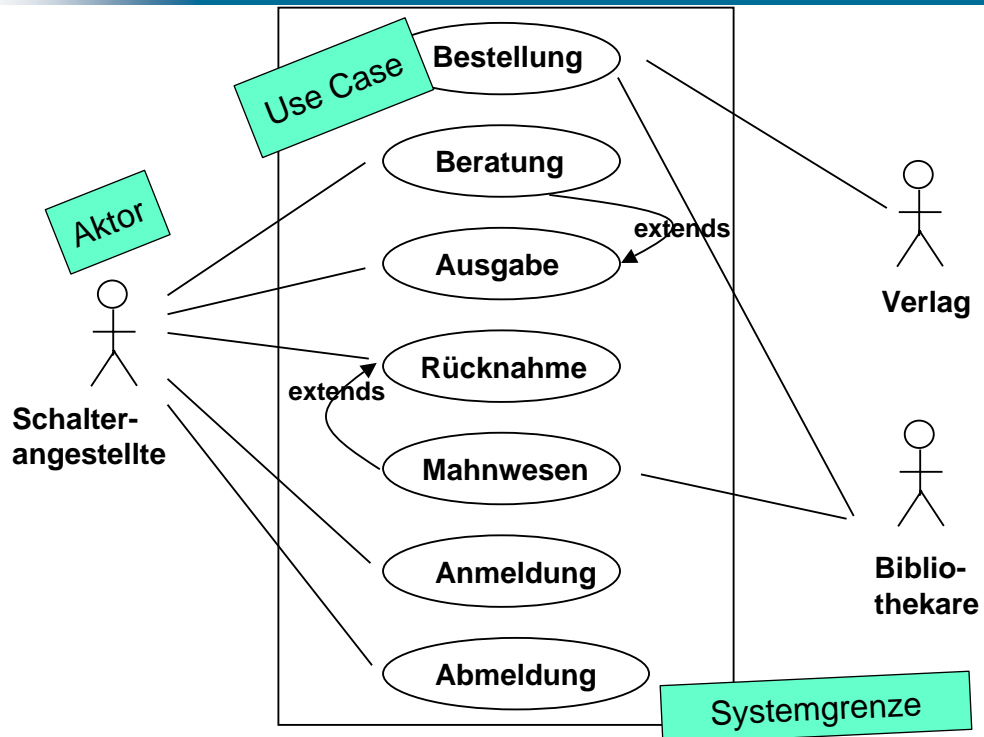 Bestellung
Use Case
Beratung
Aktor
extends
Ausgabe
Verlag
Rücknahme
extends
Schalter-
angestellte
Mahnwesen
Anmeldung
Biblio-
thekare
Abmeldung
Systemgrenze